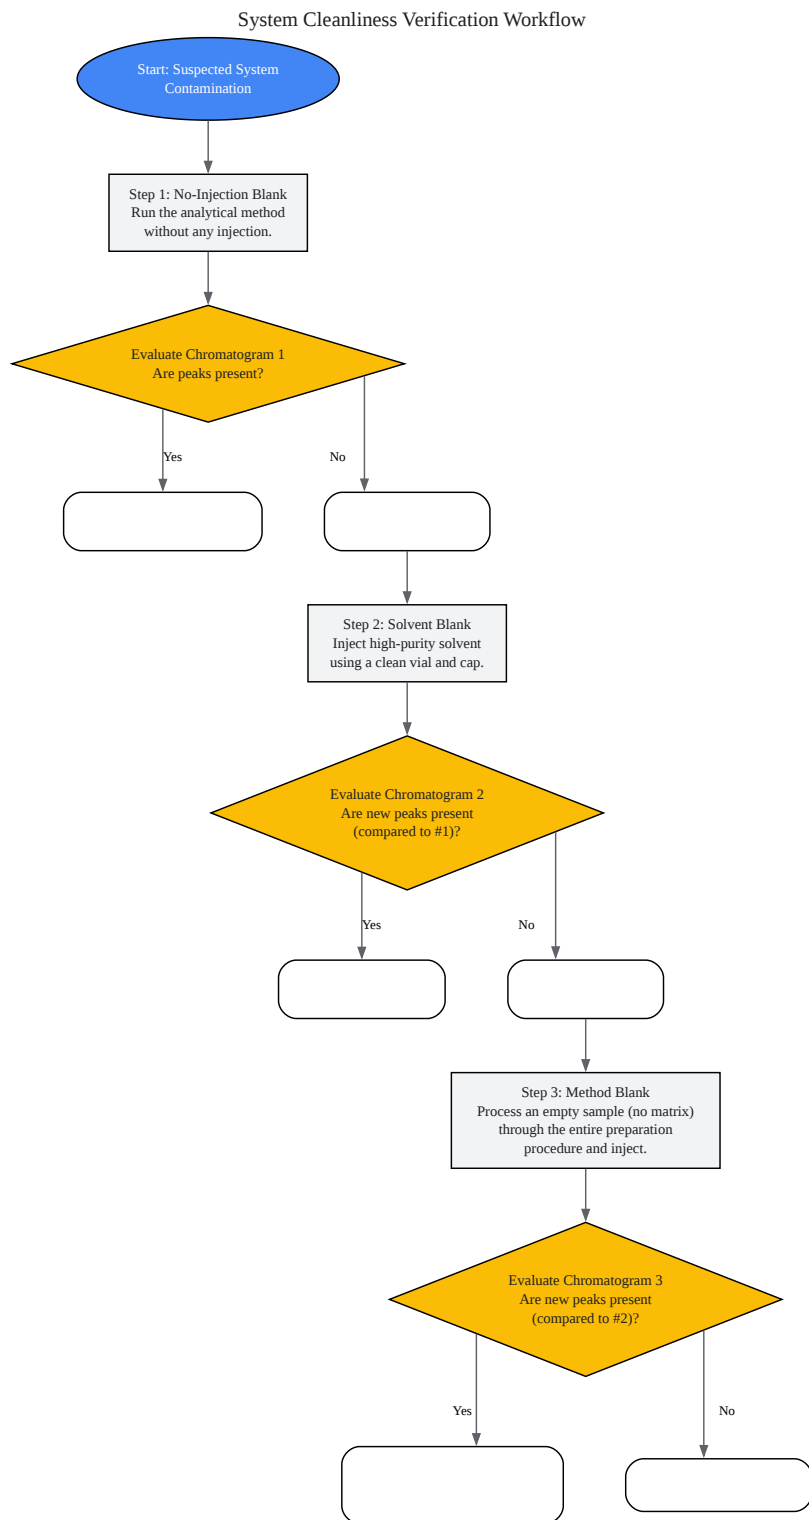 System Cleanliness Verification Workflow
Start: Suspected System
Contamination
Step 1: No-Injection Blank
Run the analytical method
without any injection.
Evaluate Chromatogram 1
Are peaks present?
Yes
No
Step 2: Solvent Blank
Inject high-purity solvent
using a clean vial and cap.
Evaluate Chromatogram 2
Are new peaks present
(compared to #1)?
Yes
No
Step 3: Method Blank
Process an empty sample (no matrix)
through the entire preparation
procedure and inject.
Evaluate Chromatogram 3
Are new peaks present
(compared to #2)?
Yes
No